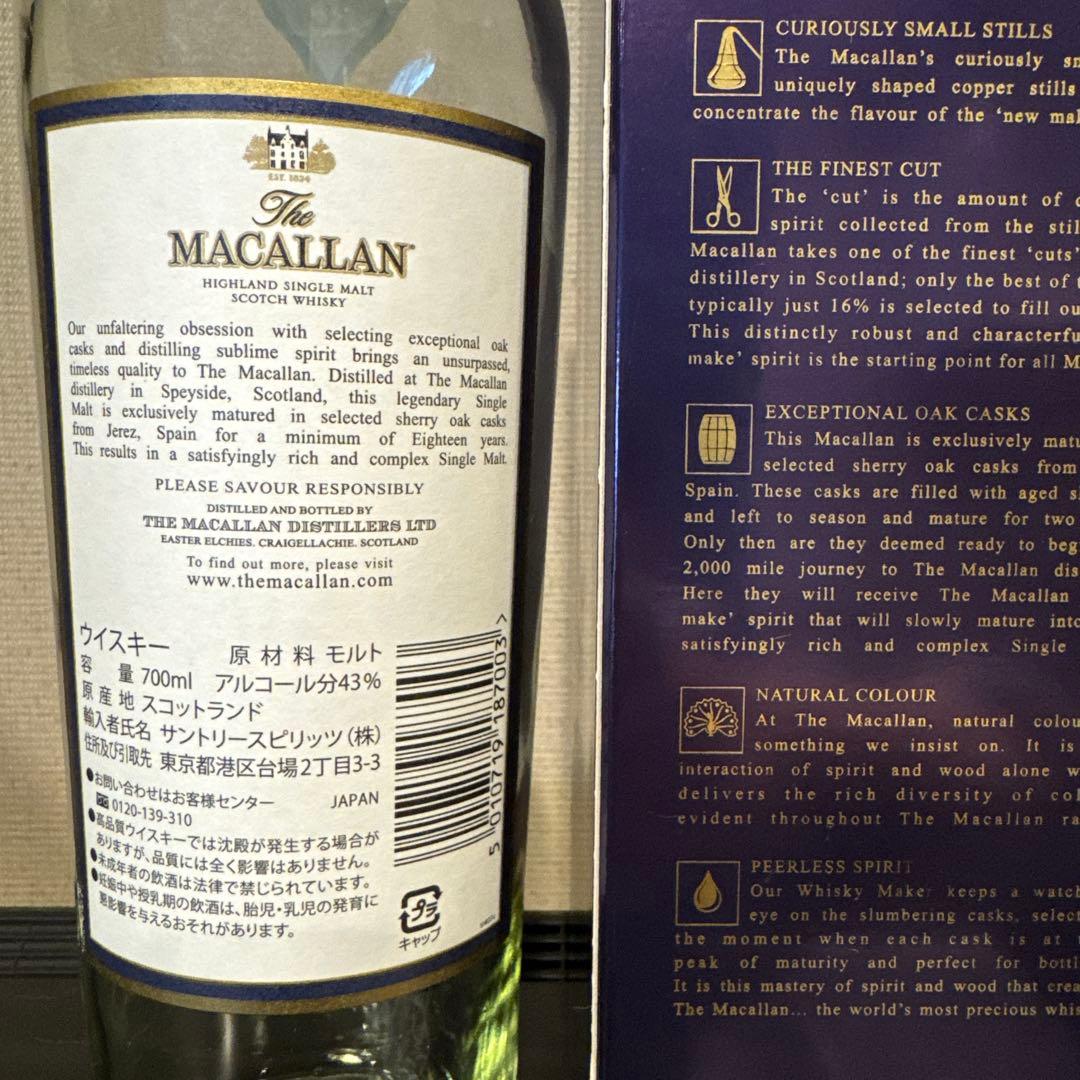 EST. 1824
The
MACALLAN
HIGHLAND SINGLE MALT
SCOTCH WHISKY
Our unfaltering obsession with selecting exceptional oak
casks and distilling sublime spirit brings an unsurpassed,
timeless quality to The Macallan. Distilled at The Macallan
distillery in Speyside, Scotland, this legendary Single
Malt is exclusively matured in selected sherry oak casks
from Jerez, Spain for a minimum of Eighteen years.
This results in a satisfyingly rich and complex Single Malt.
PLEASE SAVOUR RESPONSIBLY
DISTILLED AND BOTTLED BY
THE MACALLAN DISTILLERS LTD
EASTER ELCHIES. CRAIGELLACHIE. SCOTLAND
To find out more, please visit
www.themacallan.com
ウイスキー 原材料 モルト
容量 700ml アルコール分43%
原産地 スコットランド
輸入者氏名 サントリースピリッツ(株)
住所及び引取先 東京都港区台場2丁目3-3
●お問い合わせはお客様センター JAPAN
0120-139-310
●高品質ウイスキーでは沈殿が発生する場合が
ありますが、品質には全く影響はありません。
●未成年者の飲酒は法律で禁じられています。
●妊娠中や授乳期の飲酒は、胎児・乳児の発育に
悪影響を与えるおそれがあります。
5 010719 187003 >
プラ
キャップ
CURIOUSLY SMALL STILLS
The Macallan's curiously sm
uniquely shaped copper stills
concentrate the flavour of the 'new mak
THE FINEST CUT
The 'cut' is the amount of
spirit collected from the stil
Macallan takes one of the finest 'cuts'
distillery in Scotland; only the best of t
typically just 16% is selected to fill ou
This distinctly robust and characterfu
make' spirit is the starting point for all M
EXCEPTIONAL OAK CASKS
This Macallan is exclusively matu
selected sherry oak casks from
Spain. These casks are filled with aged s
and left to season and mature for two
Only then are they deemed ready to beg
2,000 mile journey to The Macallan dis
Here they will receive The Macallan
make' spirit that will slowly mature into
satisfyingly rich and complex Single
NATURAL COLOUR
At The Macallan, natural colou
something we insist on. It is
interaction of spirit and wood alone w
delivers the rich diversity of col
evident throughout The Macallan ra
PEERLESS SPIRIT
Our Whisky Maker keeps a watch
eye on the slumbering casks, select
the moment when each cask is at
peak of maturity and perfect for bottl
It is this mastery of spirit and wood that crea
The Macallan... the world's most precious whis